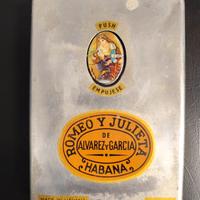 PUSH
EMPUJESE
ROMEO Y JULIETA
DE
ALVAREZ Y GARCIA
HABANA